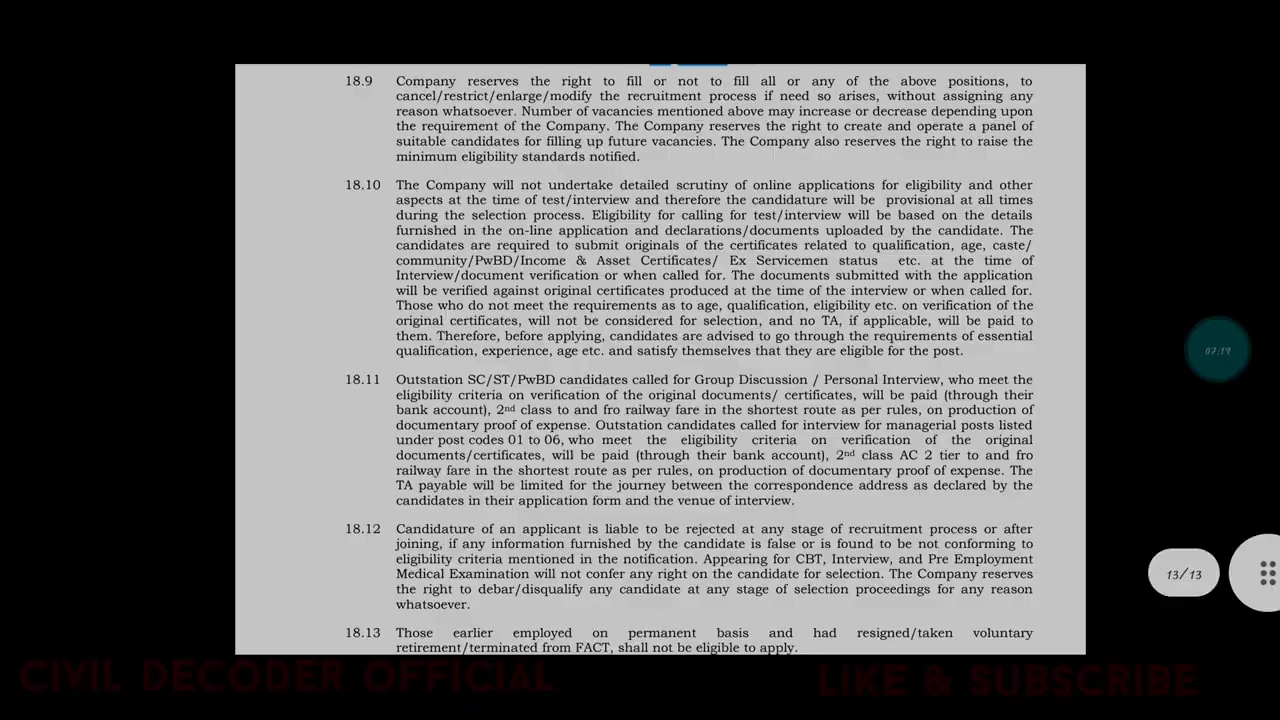 18.9 Company reserves the right to fill or not to fill all or any of the above positions, to
cancel/restrict/enlarge/modify the recruitment process if need so arises, without assigning any
reason whatsoever. Number of vacancies mentioned above may increase or decrease depending upon
the requirement of the Company. The Company reserves the right to create and operate a panel of
suitable candidates for filling up future vacancies. The Company also reserves the right to raise the
minimum eligibility standards notified.
18.10 The Company will not undertake detailed scrutiny of online applications for eligibility and other
aspects at the time of test/interview and therefore the candidature will be provisional at all times
during the selection process. Eligibility for calling for test/interview will be based on the details
furnished in the on-line application and declarations/documents uploaded by the candidate. The
candidates are required to submit originals of the certificates related to qualification, age, caste/
community/PwBD/Income & Asset Certificates/ Ex Servicemen status etc. at the time of
Interview/document verification or when called for. The documents submitted with the application
will be verified against original certificates produced at the time of the interview or when called for.
Those who do not meet the requirements as to age, qualification, eligibility etc. on verification of the
original certificates, will not be considered for selection, and no TA, if applicable, will be paid to
them. Therefore, before applying, candidates are advised to go through the requirements of essential
qualification, experience, age etc. and satisfy themselves that they are eligible for the post.
07:19
18.11 Outstation SC/ST/PwBD candidates called for Group Discussion / Personal Interview, who meet the
eligibility criteria on verification of the original documents/ certificates, will be paid (through their
bank account), 2nd class to and fro railway fare in the shortest route as per rules, on production of
documentary proof of expense. Outstation candidates called for interview for managerial posts listed
under post codes 01 to 06, who meet the eligibility criteria on verification of the original
documents/certificates, will be paid (through their bank account), 2nd class AC 2 tier to and fro
railway fare in the shortest route as per rules, on production of documentary proof of expense. The
TA payable will be limited for the journey between the correspondence address as declared by the
candidates in their application form and the venue of interview.
18.12 Candidature of an applicant is liable to be rejected at any stage of recruitment process or after
joining, if any information furnished by the candidate is false or is found to be not conforming to
eligibility criteria mentioned in the notification. Appearing for CBT, Interview, and Pre Employment
Medical Examination will not confer any right on the candidate for selection. The Company reserves
the right to debar/disqualify any candidate at any stage of selection proceedings for any reason
whatsoever.
13/13
18.13 Those earlier employed on permanent basis and had resigned/taken voluntary
retirement/terminated from FACT, shall not be eligible to apply.
CIVIL DECODER OFFICIAL
LIKE & SUBSCRIBE